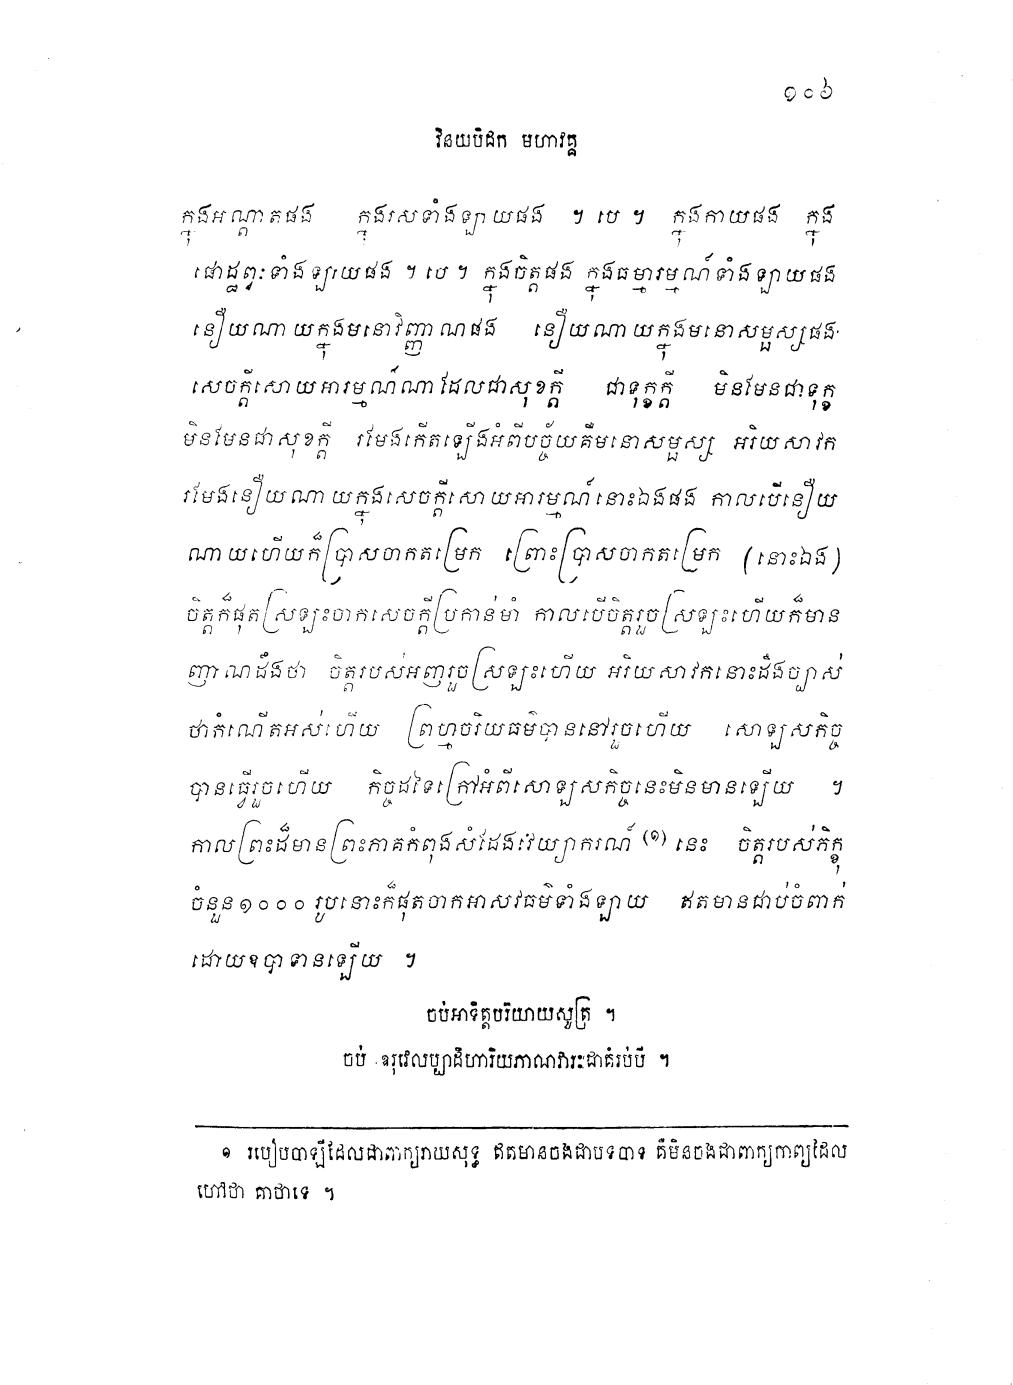 ១០៦
វិនយបិដក មហាវគ្គ
ក្នុងអណ្តាតផង ក្នុងរសទាំងឡាយផង ។ បេ ។ ក្នុងកាយផង ក្នុង
ផោដ្ឋព្វៈទាំងឡាយផង ។ បេ ។ ក្នុងចិត្តផង ក្នុងធម្មារម្មណ៍ទាំងឡាយផង
នឿយណាយក្នុងមនោវិញ្ញាណផង នឿយណាយក្នុងមនោសម្ផស្សផង
សេចក្តីសោយអារម្មណ៍ណាដែលជាសុខក្តី ជាទុក្ខក្តី មិនមែនជាទុក្ខ
មិនមែនជាសុខក្តី រមែងកើតឡើងអំពីបច្ច័យគឺមនោសម្ផស្ស អរិយសាវក
រមែងនឿយណាយក្នុងសេចក្តីសោយអារម្មណ៍នោះឯងផង កាលបើនឿយ
ណាយហើយក៏ប្រាសចាកតម្រេក ព្រោះប្រាសចាកតម្រេក (នោះឯង)
ចិត្តក៏ផុតស្រឡះចាកសេចក្តីប្រកាន់មាំ កាលបើចិត្តរួចស្រឡះហើយក៏មាន
ញាណដឹងថា ចិត្តរបស់អញរួចស្រឡះហើយ អរិយសាវកនោះដឹងច្បាស់
ថាកំណើតអស់ហើយ ព្រហ្មចរិយធម៌បាននៅរួចហើយ សោឡសកិច្ច
បានធ្វើរួចហើយ កិច្ចដទៃក្រៅអំពីសោឡសកិច្ចនេះមិនមានឡើយ ។
កាលព្រះដ៏មានព្រះភាគកំពុងសំដែងវេយ្យាករណ៍ (១) នេះ ចិត្តរបស់ភិក្ខុ
ចំនួន១០០០ រូបនោះក៏ផុតចាកអាសវធម៌ទាំងឡាយ ឥតមានជាប់ចំពាក់
ដោយឧបាទានឡើយ ។
ចប់អាទិត្តបរិយាយសូត្រ ។
ចប់ ឧរុវេលប្បាដិហារិយភាណវារៈជាគំរប់បី ។
១ របៀបបាឡីដែលជាពាក្យរាយសុទ្ធ ឥតមានចងជាបទបាទ គឺមិនចងជាពាក្យកាព្យដែល
ហៅថា គាថាទេ ។